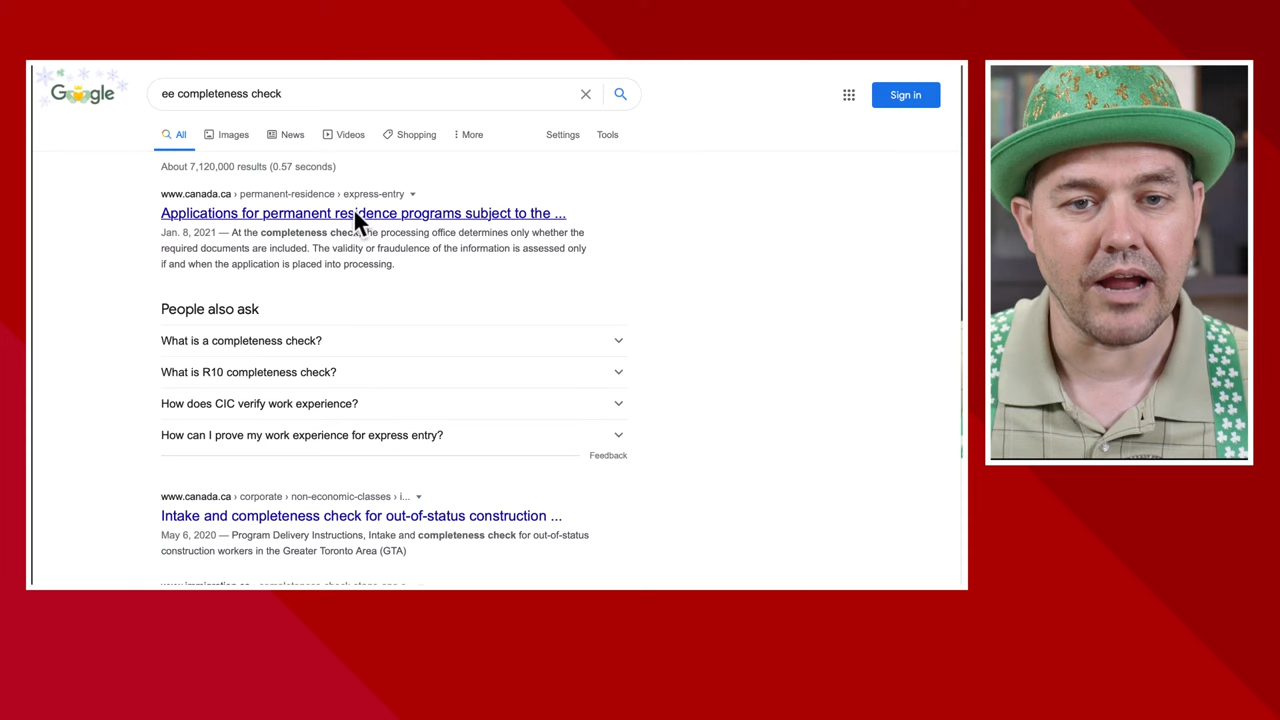 Google
ee completeness check
Sign in
All Images News Videos Shopping More Settings Tools
About 7,120,000 results (0.57 seconds)
www.canada.ca › permanent-residence › express-entry
Applications for permanent residence programs subject to the ...
Jan. 8, 2021 — At the completeness check, the processing office determines only whether the
required documents are included. The validity or fraudulence of the information is assessed only
if and when the application is placed into processing.
People also ask
What is a completeness check?
What is R10 completeness check?
How does CIC verify work experience?
How can I prove my work experience for express entry?
Feedback
www.canada.ca › corporate › non-economic-classes › i...
Intake and completeness check for out-of-status construction ...
May 6, 2020 — Program Delivery Instructions, Intake and completeness check for out-of-status
construction workers in the Greater Toronto Area (GTA)